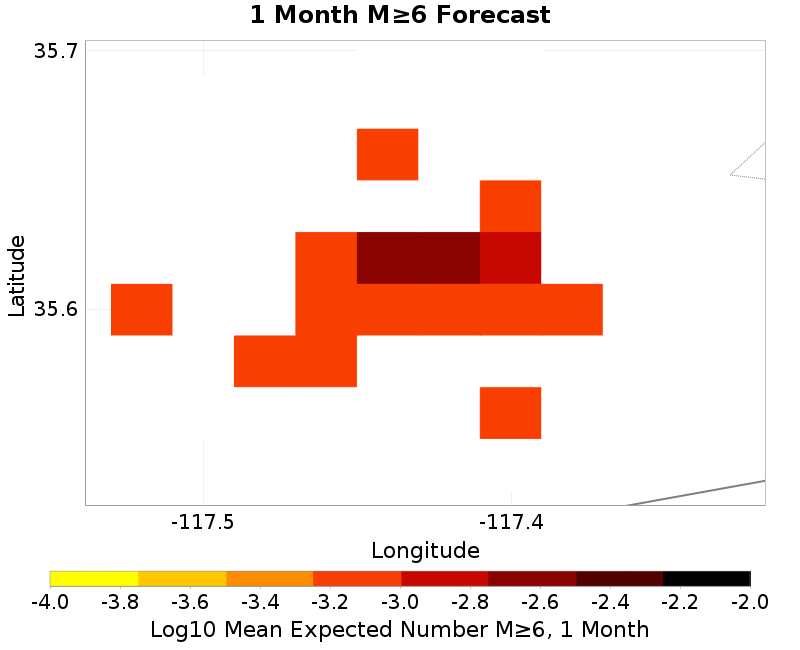 1 Month M≥6 Forecast
35.7
35.6
Latitude
-117.5 -117.4
Longitude
-4.0 -3.8 -3.6 -3.4 -3.2 -3.0 -2.8 -2.6 -2.4 -2.2 -2.0
Log10 Mean Expected Number M≥6, 1 Month